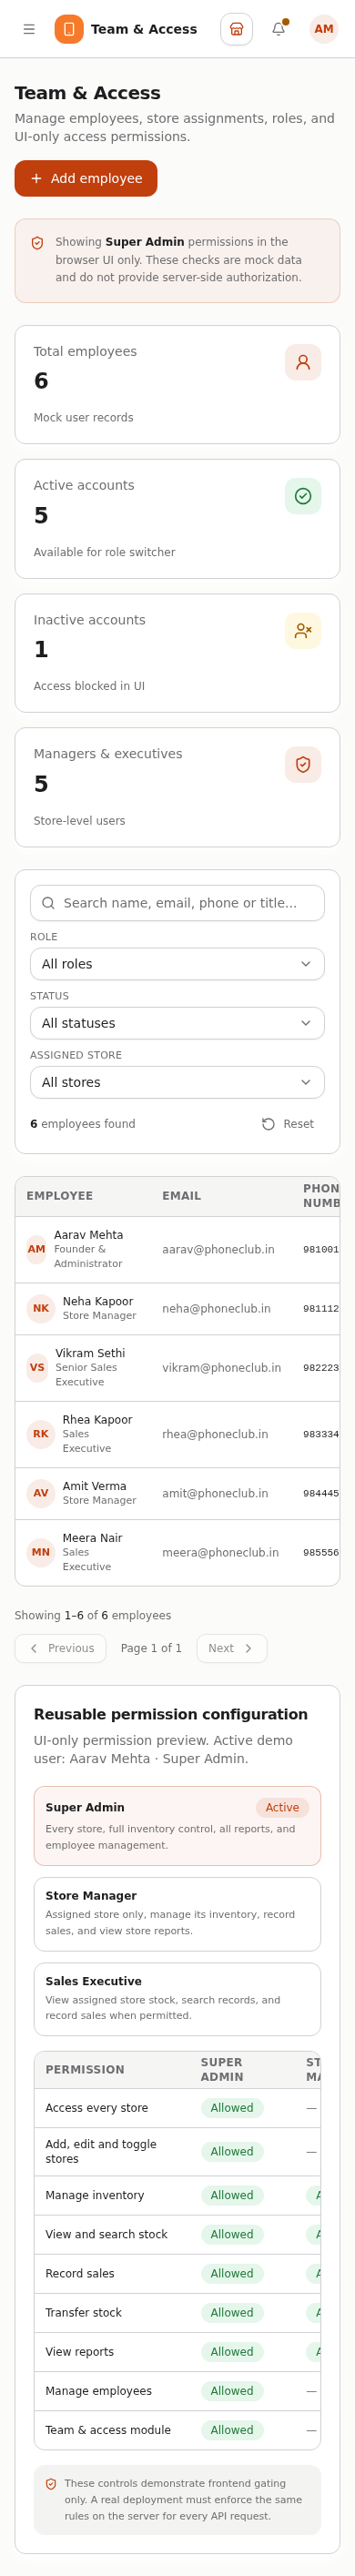 Team & Access
AM
Team & Access
Manage employees, store assignments, roles, and
UI-only access permissions.
Add employee
Showing Super Admin permissions in the
browser UI only. These checks are mock data
and do not provide server-side authorization.
Total employees
6
Mock user records
Active accounts
5
Available for role switcher
Inactive accounts
1
Access blocked in UI
Managers & executives
5
Store-level users
Search name, email, phone or title...
ROLE
All roles
STATUS
All statuses
ASSIGNED STORE
All stores
6 employees found Reset
EMPLOYEE EMAIL PHON
NUMB
AM Aarav Mehta
Founder &
Administrator
aarav@phoneclub.in 981001
NK Neha Kapoor
Store Manager
neha@phoneclub.in 981112
VS Vikram Sethi
Senior Sales
Executive
vikram@phoneclub.in 982223
RK Rhea Kapoor
Sales
Executive
rhea@phoneclub.in 983334
AV Amit Verma
Store Manager
amit@phoneclub.in 984445
MN Meera Nair
Sales
Executive
meera@phoneclub.in 985556
Showing 1–6 of 6 employees
Previous Page 1 of 1 Next
Reusable permission configuration
UI-only permission preview. Active demo
user: Aarav Mehta · Super Admin.
Super Admin Active
Every store, full inventory control, all reports, and
employee management.
Store Manager
Assigned store only, manage its inventory, record
sales, and view store reports.
Sales Executive
View assigned store stock, search records, and
record sales when permitted.
PERMISSION SUPER
ADMIN ST
MA
Access every store Allowed —
Add, edit and toggle
stores Allowed —
Manage inventory Allowed A
View and search stock Allowed A
Record sales Allowed A
Transfer stock Allowed A
View reports Allowed A
Manage employees Allowed —
Team & access module Allowed —
These controls demonstrate frontend gating
only. A real deployment must enforce the same
rules on the server for every API request.